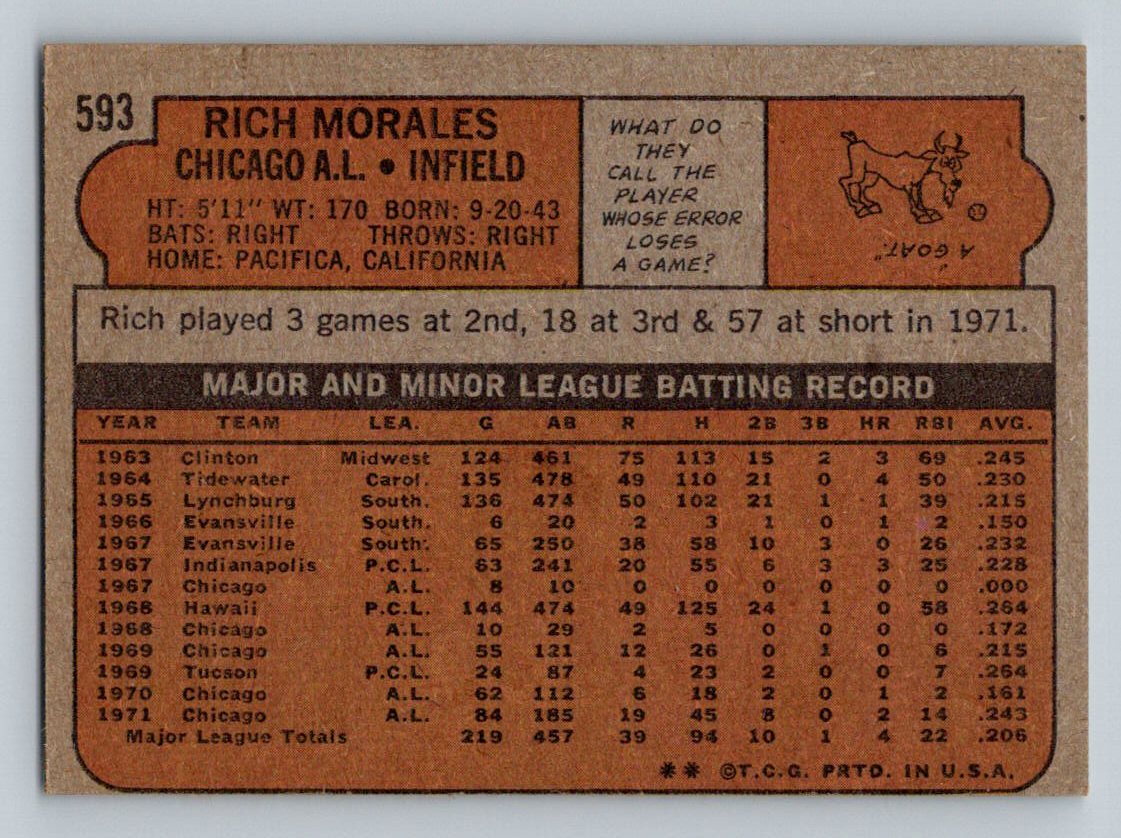 593
RICH MORALES
CHICAGO A.L. • INFIELD
HT: 5'11" WT: 170 BORN: 9-20-43
BATS: RIGHT THROWS: RIGHT
HOME: PACIFICA, CALIFORNIA
WHAT DO
THEY
CALL THE
PLAYER
WHOSE ERROR
LOSES
A GAME?
"A GOAT."
Rich played 3 games at 2nd, 18 at 3rd & 57 at short in 1971.
MAJOR AND MINOR LEAGUE BATTING RECORD
YEAR TEAM LEA. G AB R H 2B 3B HR RBI AVG.
1963 Clinton Midwest 124 461 75 113 15 2 3 69 .245
1964 Tidewater Carol. 135 478 49 110 21 0 4 50 .230
1965 Lynchburg South. 136 474 50 102 21 1 1 39 .215
1966 Evansville South. 6 20 2 3 1 0 1 2 .150
1967 Evansville South. 65 250 38 58 10 3 0 26 .232
1967 Indianapolis P.C.L. 63 241 20 55 6 3 3 25 .228
1967 Chicago A.L. 8 10 0 0 0 0 0 0 .000
1968 Hawaii P.C.L. 144 474 49 125 24 1 0 58 .264
1968 Chicago A.L. 10 29 2 5 0 0 0 0 .172
1969 Chicago A.L. 55 121 12 26 0 1 0 6 .215
1969 Tucson P.C.L. 24 87 4 23 2 0 0 7 .264
1970 Chicago A.L. 62 112 6 18 2 0 1 2 .161
1971 Chicago A.L. 84 185 19 45 8 0 2 14 .243
Major League Totals 219 457 39 94 10 1 4 22 .206
** ©T.C.G. PRTD. IN U.S.A.